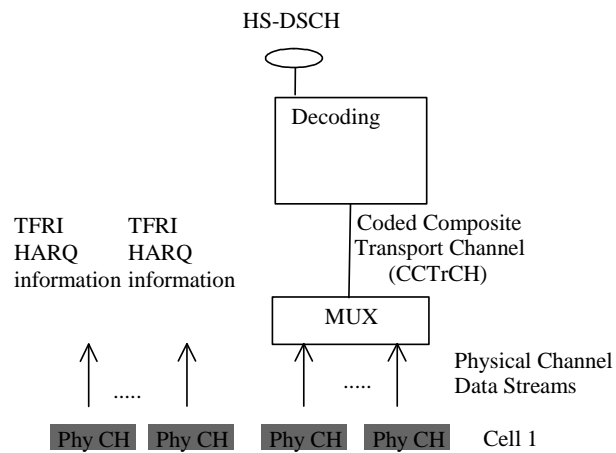 HS-DSCH
Decoding
TFRI
HARQ
information
TFRI
HARQ
information
Coded Composite
Transport Channel
(CCTrCH)
MUX
Physical Channel
Data Streams
.....
.....
Phy CH
Phy CH
Phy CH
Phy CH
Cell 1